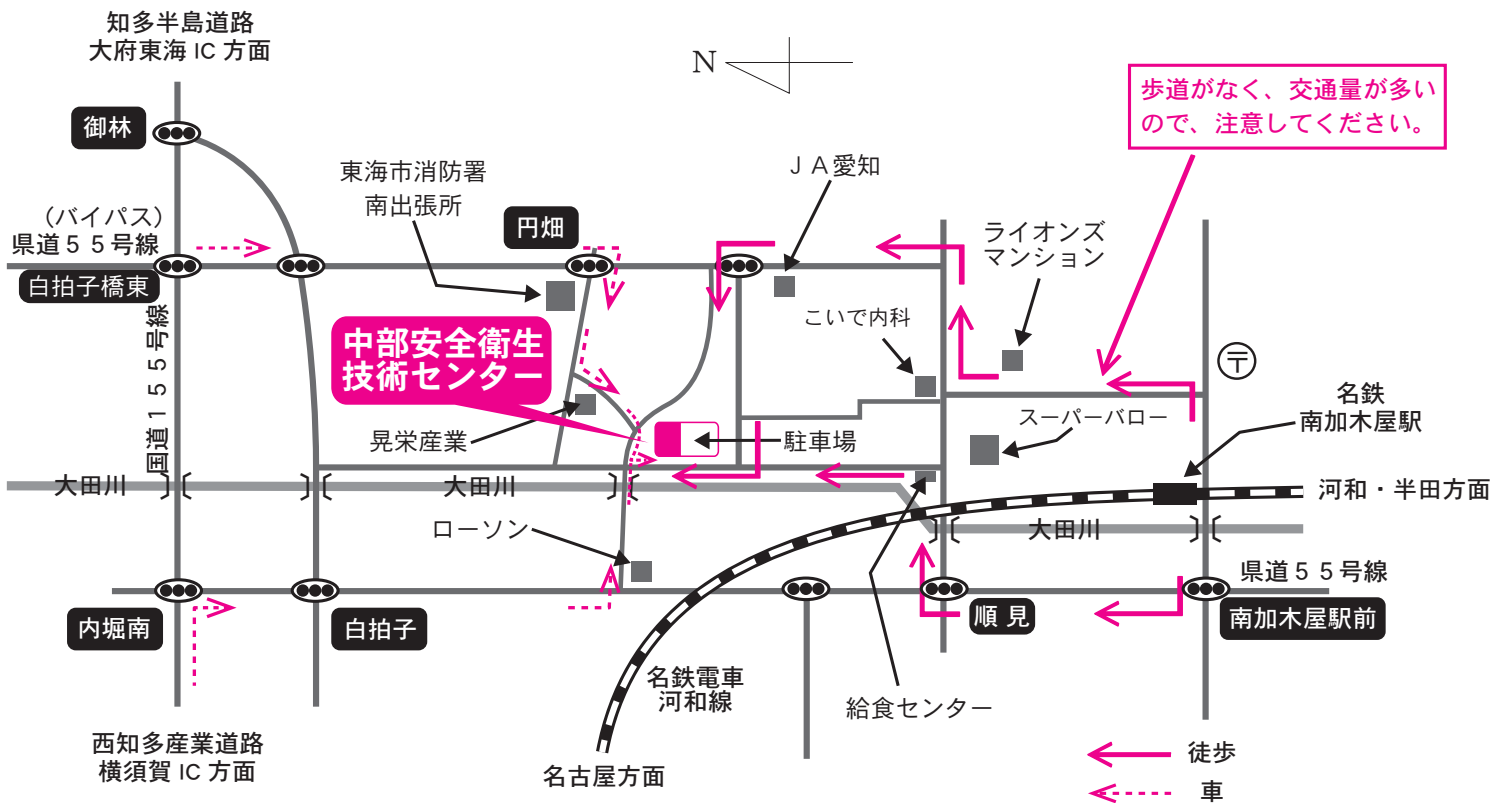 知多半島道路
大府東海 IC 方面
N
歩道がなく、交通量が多い
ので、注意してください。
御林
東海市消防署
南出張所
JA愛知
(バイパス)
県道55号線
円畑
ライオンズ
マンション
白拍子橋東
国道155号線
中部安全衛生
技術センター
こいで内科
〒
名鉄
南加木屋駅
スーパーバロー
晃栄産業
駐車場
大田川
大田川
河和・半田方面
ローソン
大田川
県道55号線
内堀南
白拍子
順見
南加木屋駅前
名鉄電車
河和線
給食センター
西知多産業道路
横須賀 IC 方面
名古屋方面
徒歩
車